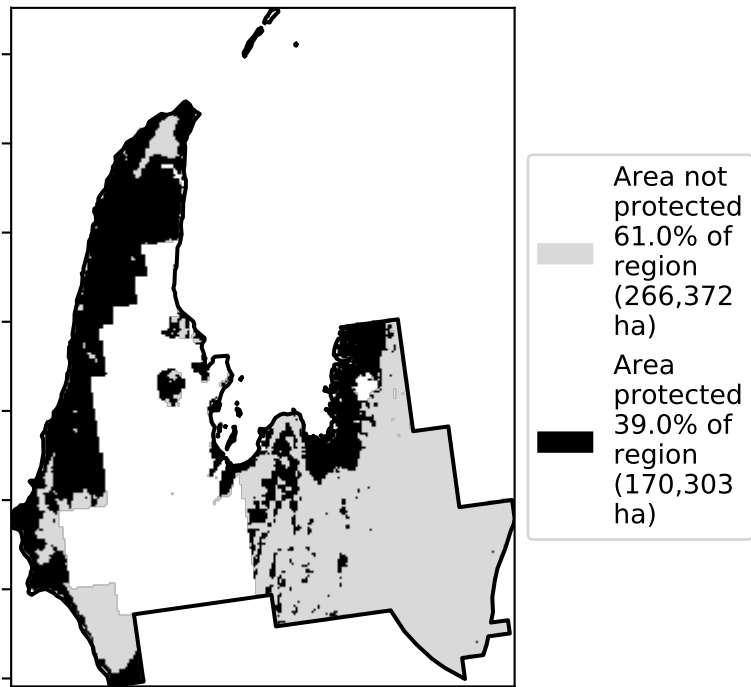 Area not
protected
61.0% of
region
(266,372
ha)
Area
protected
39.0% of
region
(170,303
ha)